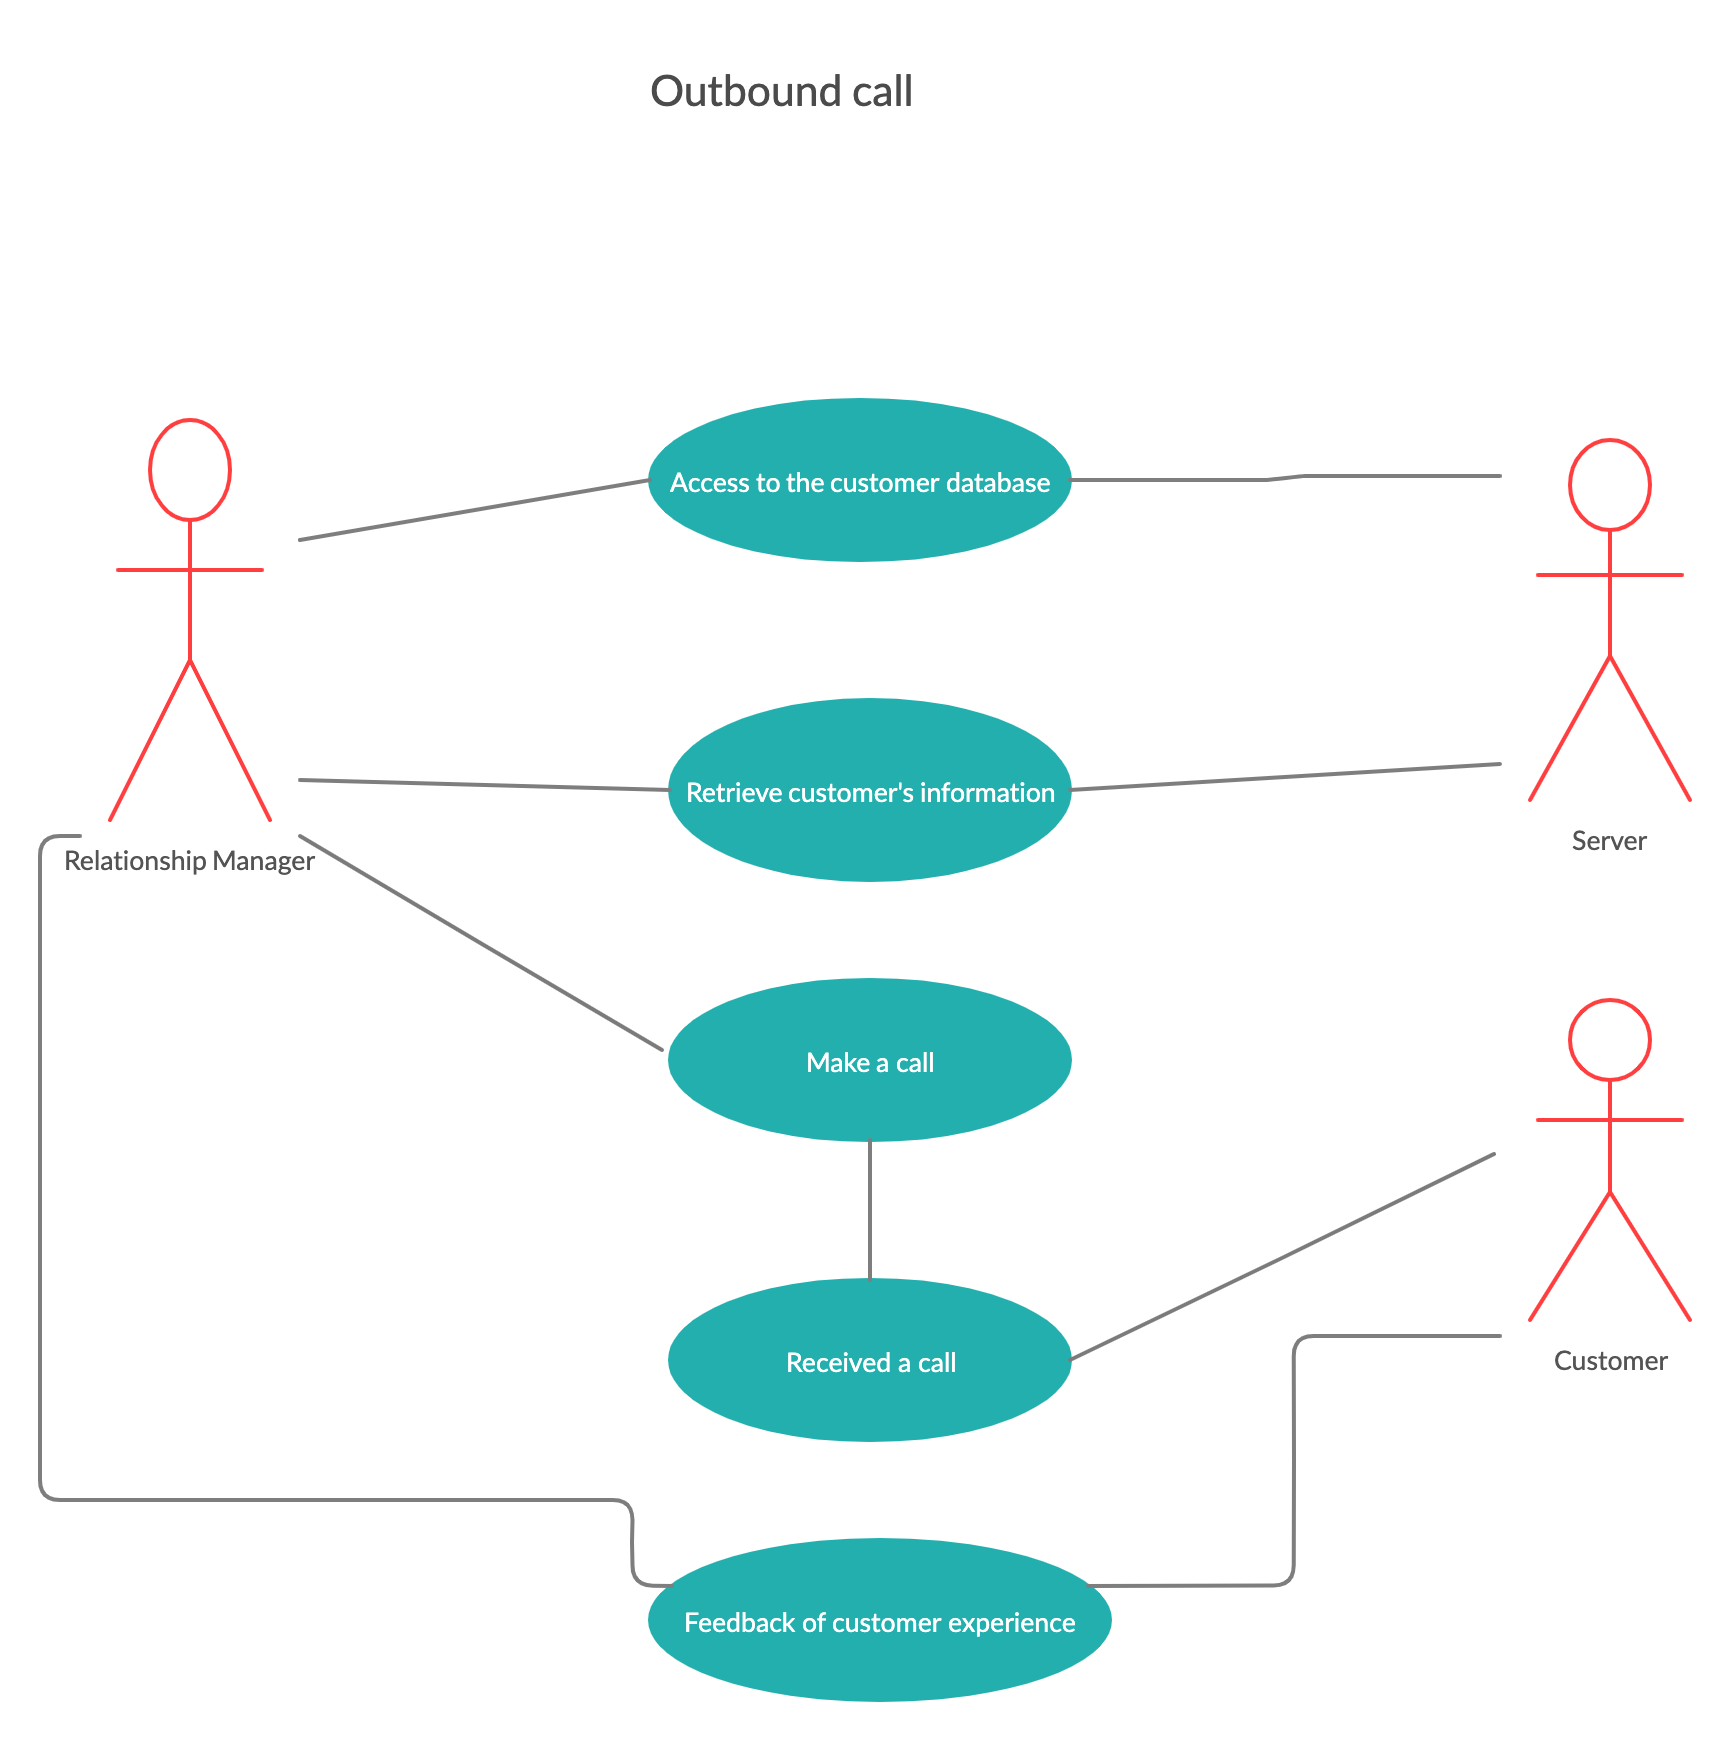 Outbound call
Access to the customer database
Retrieve customer's information
Server
Relationship Manager
Make a call
Received a call
Customer
Feedback of customer experience